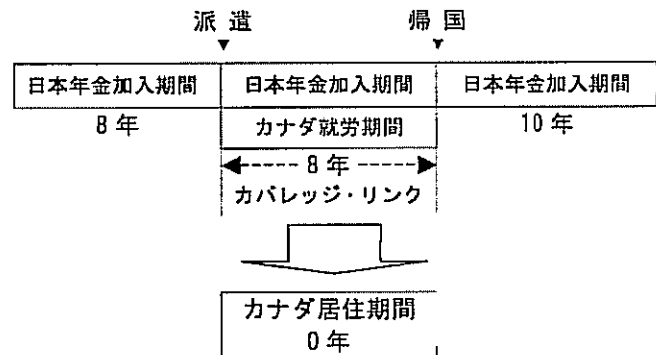 派遣 帰国
日本年金加入期間 日本年金加入期間 日本年金加入期間
8年 カナダ就労期間 10年
8年
カバレッジ・リンク
カナダ居住期間
0年